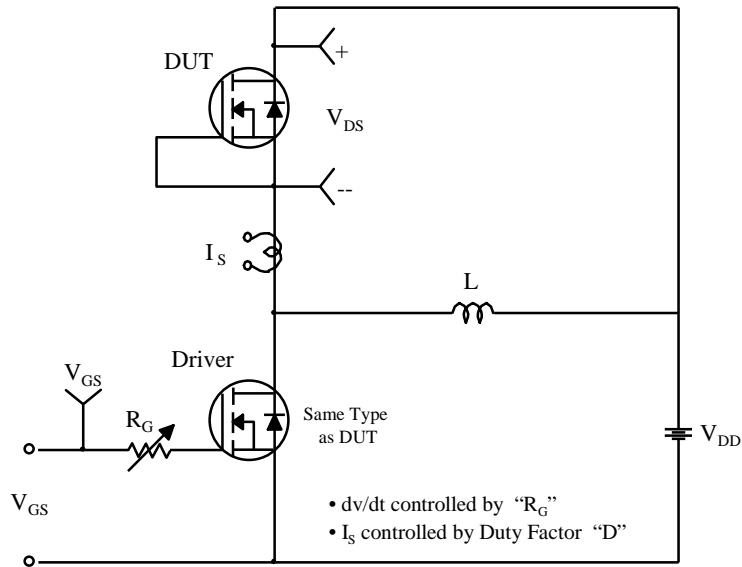 DUT
+
V_DS
--
I_S
L
Driver
V_GS
R_G
Same Type
as DUT
V_DD
V_GS
• dv/dt controlled by “R_G”
• I_S controlled by Duty Factor “D”